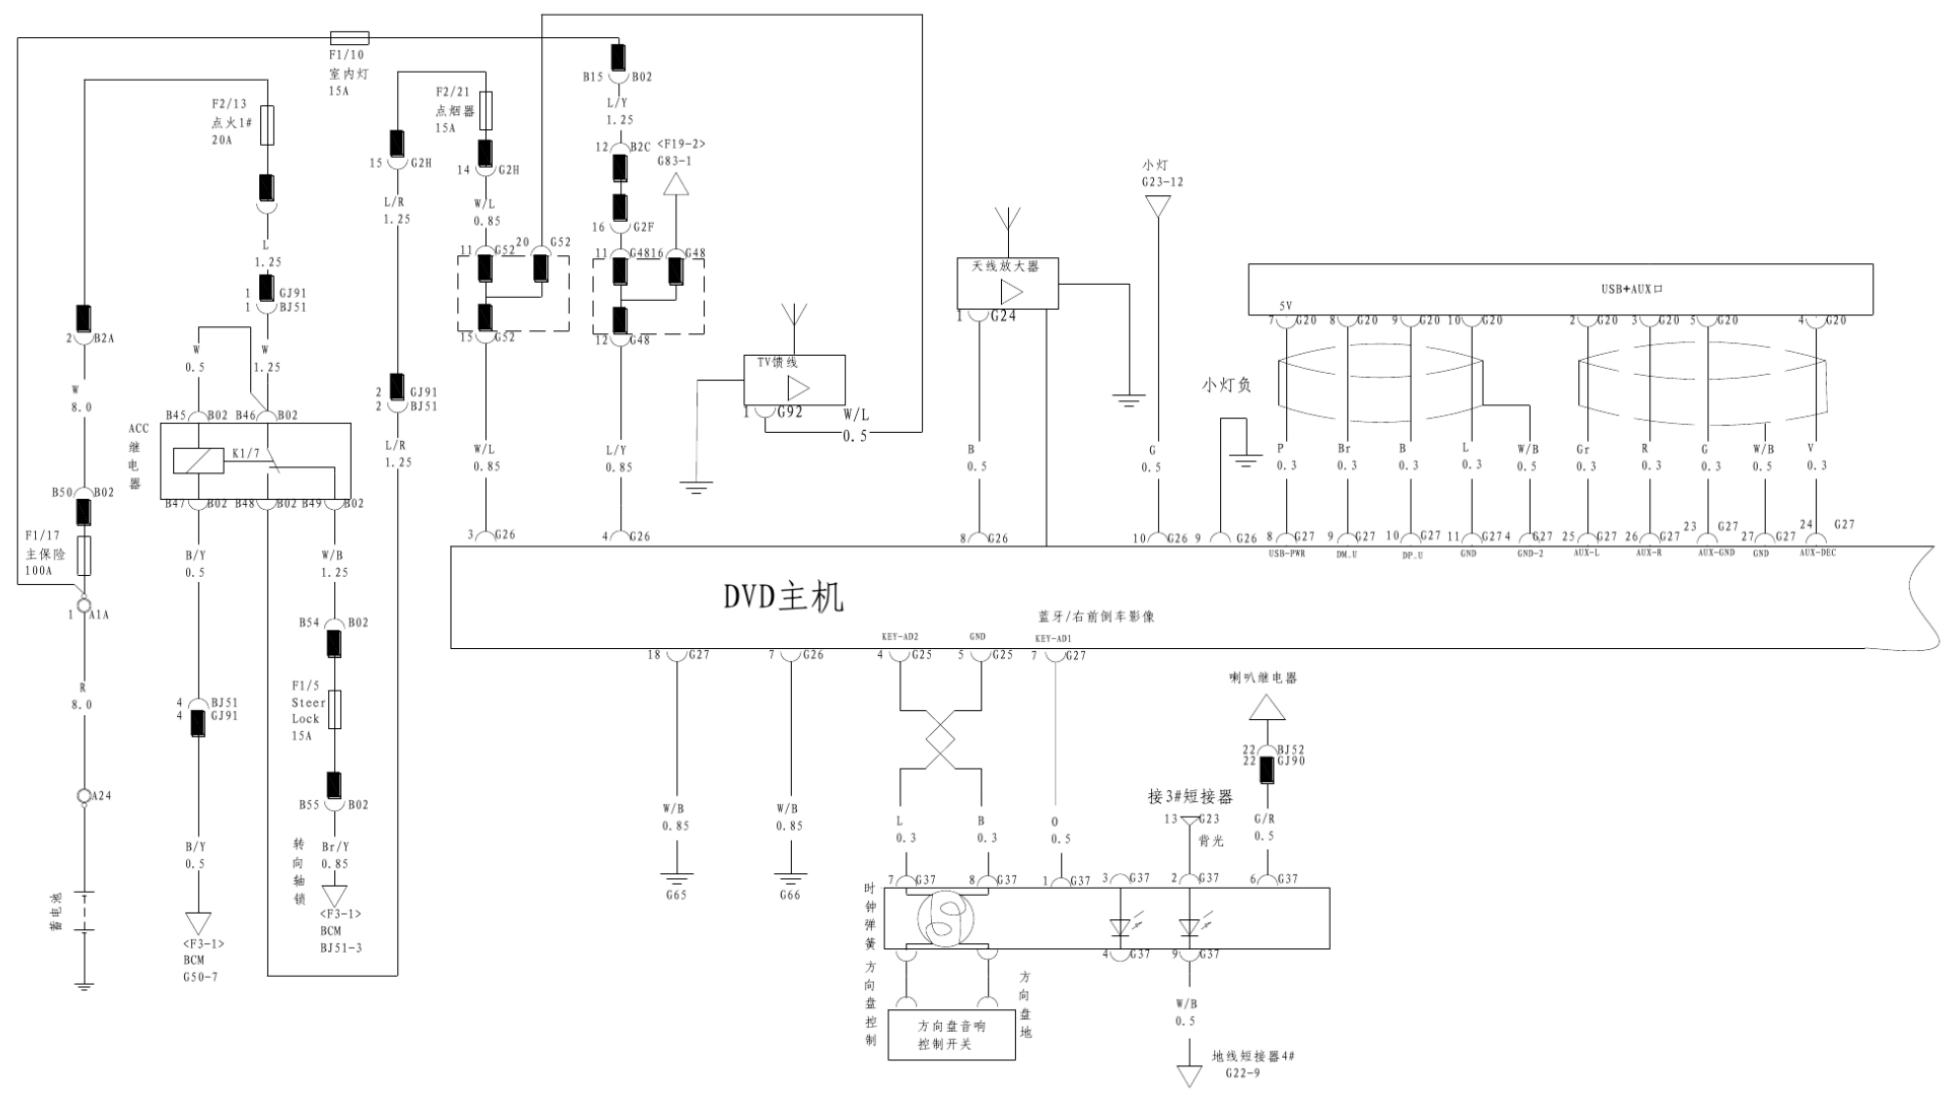 F1/10
室内灯
15A
B15 B02
F2/13
点火1#
20A
F2/21
点烟器
15A
L/Y
1.25
12 B2C
<F19-2>
G83-1
15 G2H
14 G2H
小灯
G23-12
L/R
1.25
W/L
0.85
16 G2F
L
1.25
11 G52 20 G52
11 G4816 G48
天线放大器
USB+AUX口
1 GJ91
1 BJ51
5V
1 G24
7 G20 8 G20 9 G20 10 G20 2 G20 3 G20 5 G20 4 G20
2 B2A
15 G52
12 G48
W
0.5
W
1.25
TV馈线
1 G92
W/L
0.5
小灯负
W
8.0
2 GJ91
2 BJ51
B45 B02 B46 B02
ACC
继
电
器
K1/7
L/R
1.25
W/L
0.85
L/Y
0.85
B
0.5
G
0.5
P
0.3
Br
0.3
B
0.3
L
0.3
W/B
0.5
Gr
0.3
R
0.3
G
0.3
W/B
0.5
V
0.3
B50 B02
B47 B02 B48 B02 B49 B02
F1/17
主保险
100A
3 G26
4 G26
8 G26
10 G26 9 G26 8 G27 9 G27 10 G27 11 G27 4 G27 25 G27 26 G27 23 G27 27 G27 24 G27
USB-PWR DM.U DP.U GND GND-2 AUX-L AUX-R AUX-GND GND AUX-DEC
B/Y
0.5
W/B
1.25
DVD主机
1 A1A
蓝牙/右前倒车影像
B54 B02
KEY-AD2 GND KEY-AD1
18 G27 7 G26 4 G25 5 G25 7 G27
R
8.0
F1/5
Steer
Lock
15A
喇叭继电器
4 BJ51
4 GJ91
22 BJ52
22 GJ90
A24
B55 B02
接3#短接器
13 G23
背光
W/B
0.85
W/B
0.85
L
0.3
B
0.3
O
0.5
G/R
0.5
B/Y
0.5
转
向
轴
锁
Br/Y
0.85
G65
G66
7 G37 8 G37 1 G37 3 G37 2 G37 6 G37
蓄电池
时
钟
弹
簧
<F3-1>
BCM
BJ51-3
<F3-1>
BCM
G50-7
4 G37 9 G37
方
向
盘
控
制
方
向
盘
地
W/B
0.5
方向盘音响
控制开关
地线短接器4#
G22-9